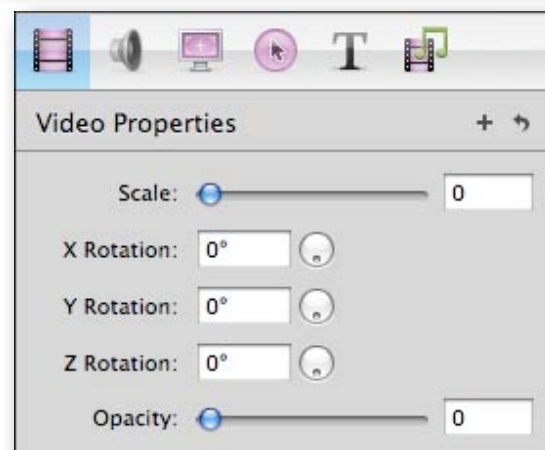 T
Video Properties
Scale: 0
X Rotation: 0°
Y Rotation: 0°
Z Rotation: 0°
Opacity: 0